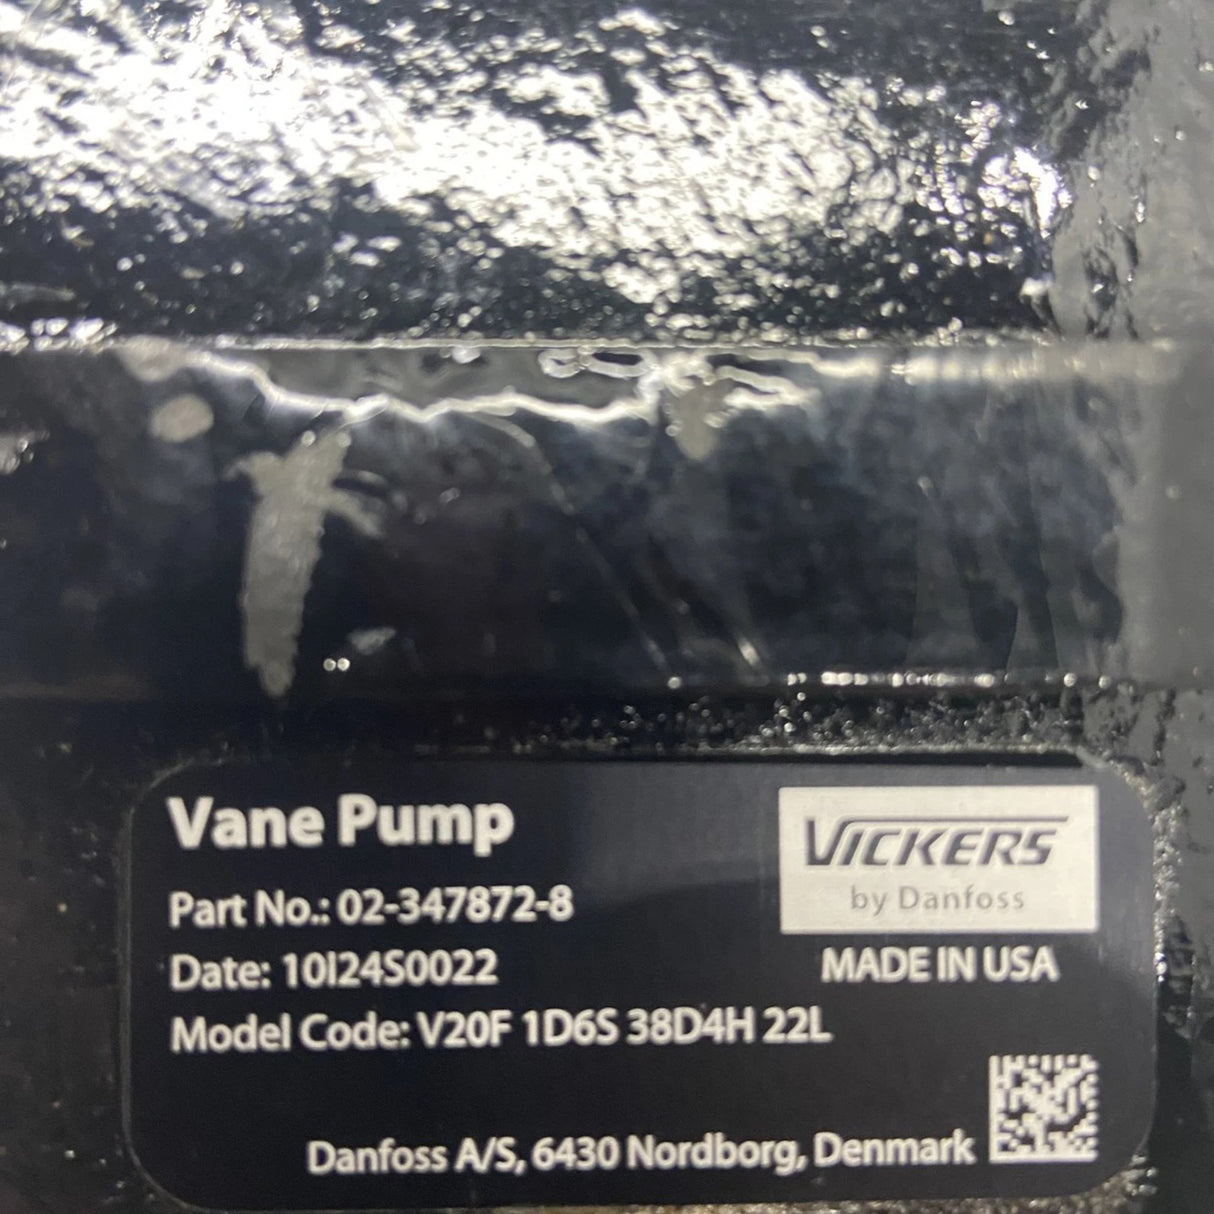 Vane Pump
VICKERS
by Danfoss
Part No.: 02-347872-8
MADE IN USA
Date: 10I24S0022
Model Code: V20F 1D6S 38D4H 22L
Danfoss A/S, 6430 Nordborg, Denmark